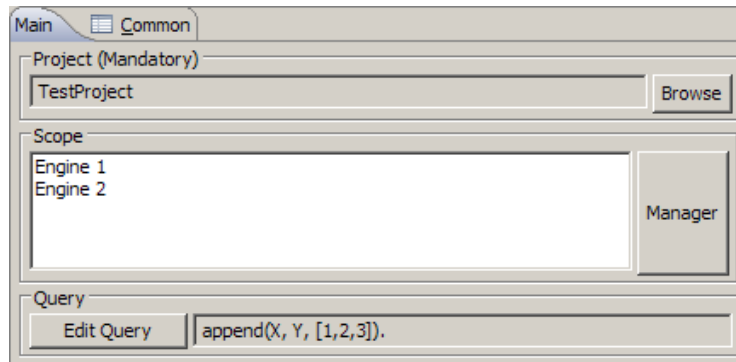 Main Common
Project (Mandatory)
TestProject Browse
Scope
Engine 1
Engine 2
Manager
Query
Edit Query append(X, Y, [1,2,3]).